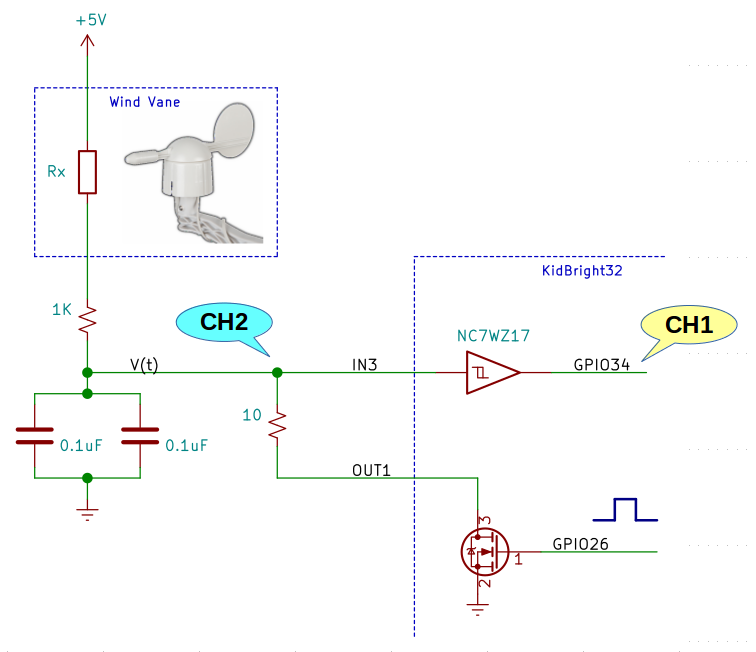 +5V
Wind Vane
Rx
KidBright32
1K
CH2
CH1
NC7WZ17
V(t)
IN3
GPIO34
10
0.1uF
0.1uF
OUT1
3
GPIO26
1
2